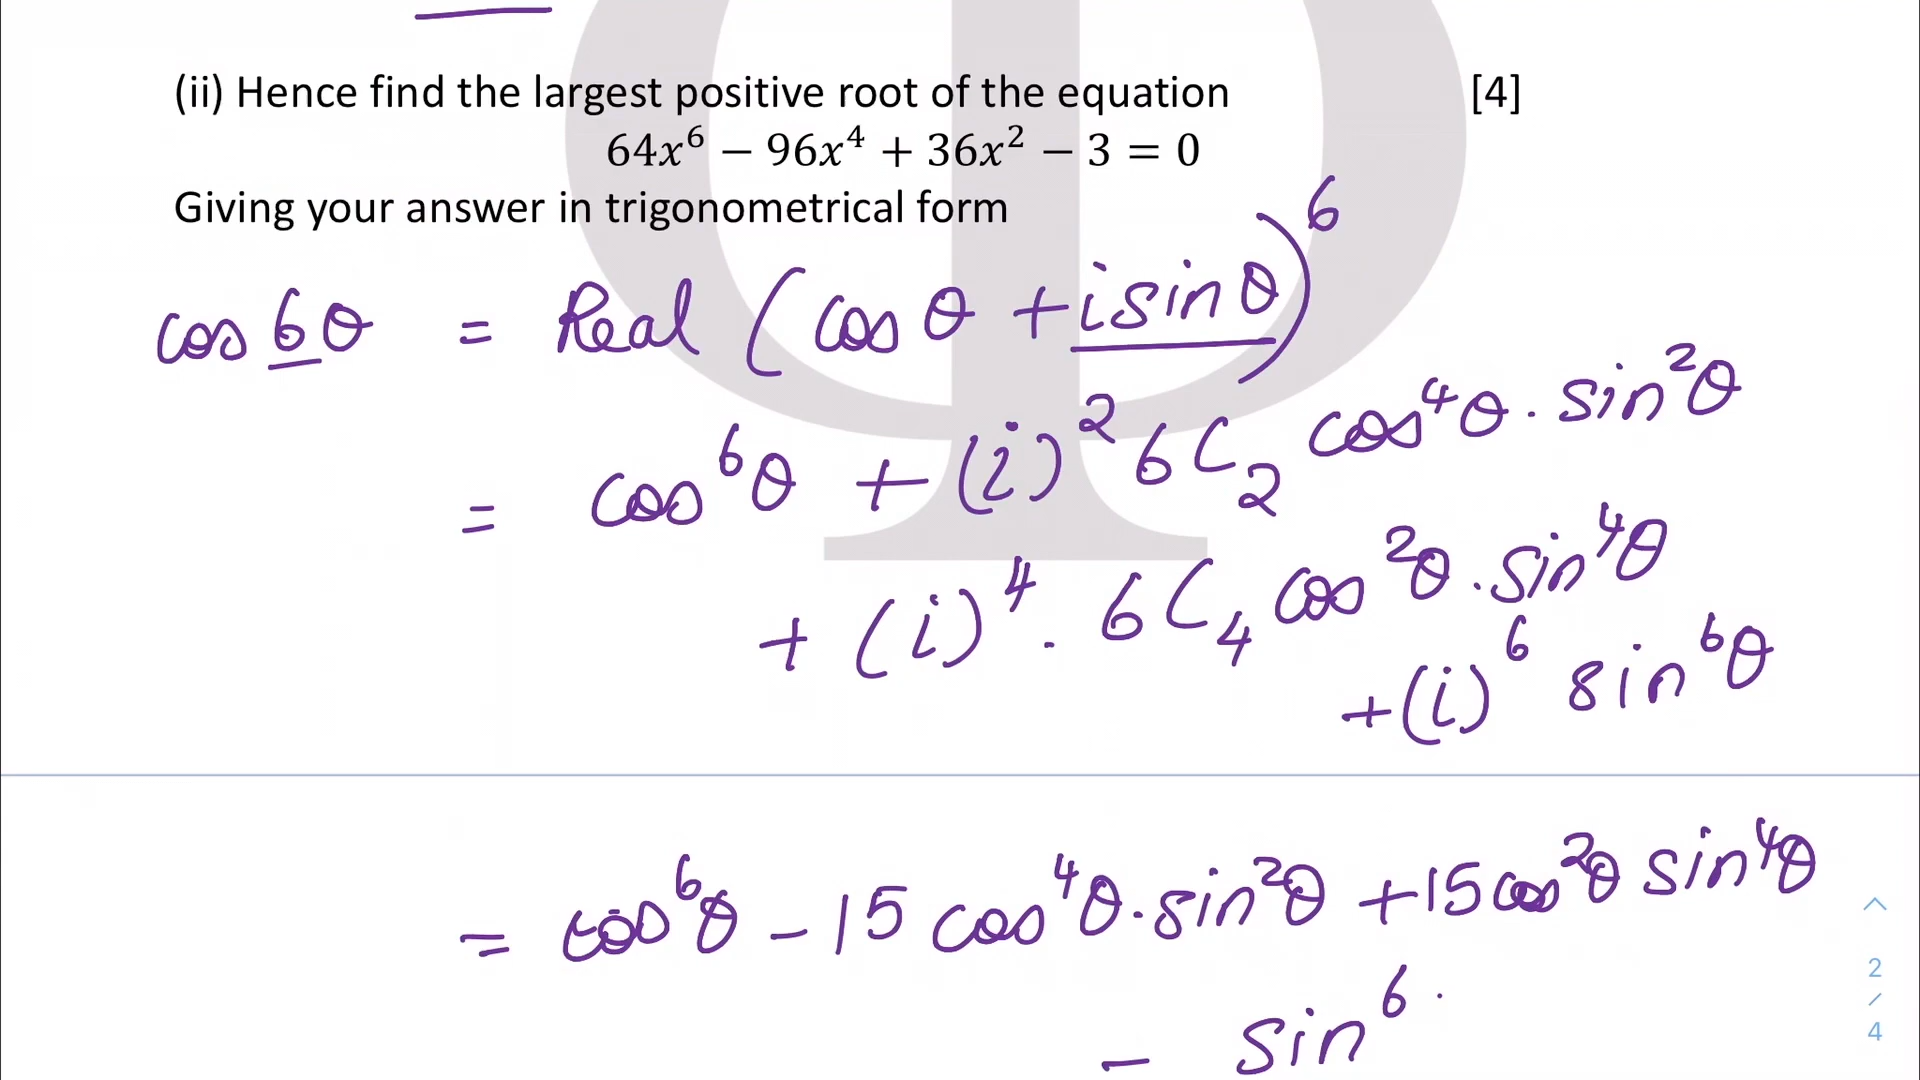 (ii) Hence find the largest positive root of the equation [4]
64x⁶ − 96x⁴ + 36x² − 3 = 0
Giving your answer in trigonometrical form
cos 6θ = Real (cos θ + i sin θ)⁶
= cos⁶θ + (i)² 6C₂ cos⁴θ . sin²θ
+ (i)⁴ . 6C₄ cos²θ . sin⁴θ
+ (i)⁶ sin⁶θ
= cos⁶θ − 15 cos⁴θ . sin²θ + 15 cos²θ sin⁴θ
− sin⁶
2
/
4